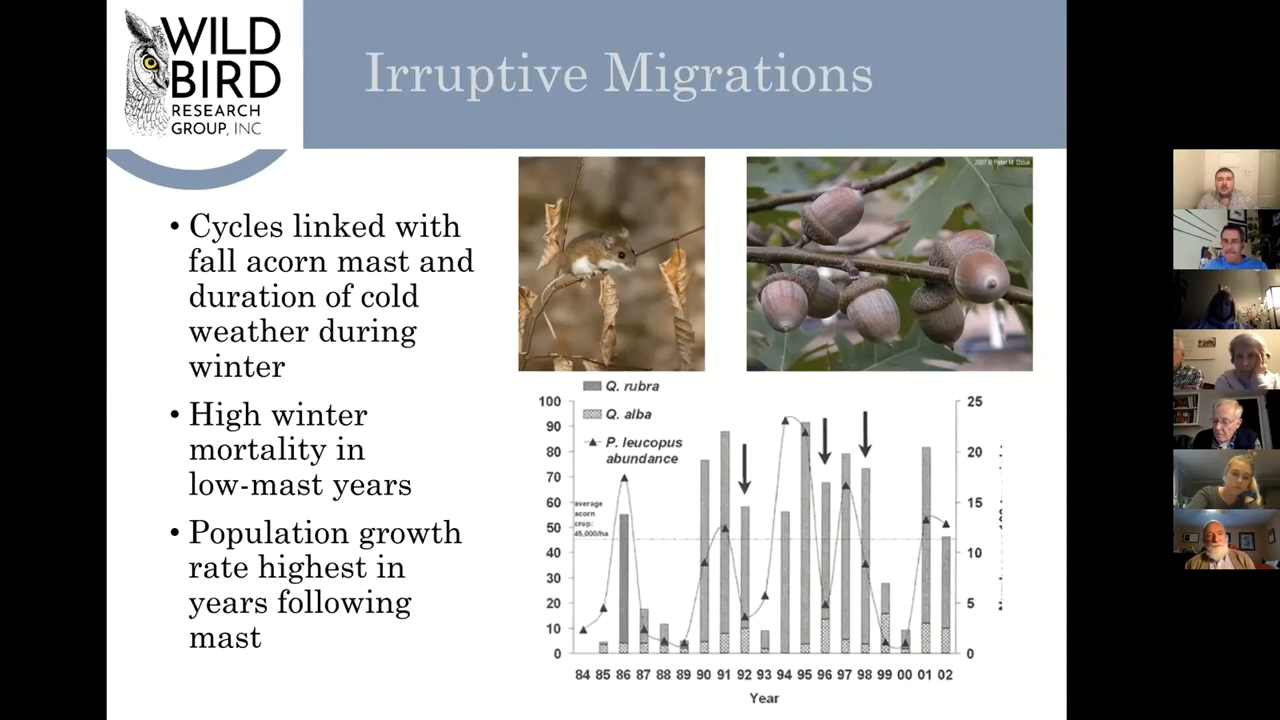 WILD
BIRD
RESEARCH
GROUP, INC
Irruptive Migrations
• Cycles linked with
fall acorn mast and
duration of cold
weather during
winter
• High winter
mortality in
low-mast years
• Population growth
rate highest in
years following
mast
2007 © Peter M. Dziuk
Q. rubra
Q. alba
P. leucopus
abundance
average
acorn
crop:
45,000/ha
100
90
80
70
60
50
40
30
20
10
0
25
20
15
10
5
0
84 85 86 87 88 89 90 91 92 93 94 95 96 97 98 99 00 01 02
Year